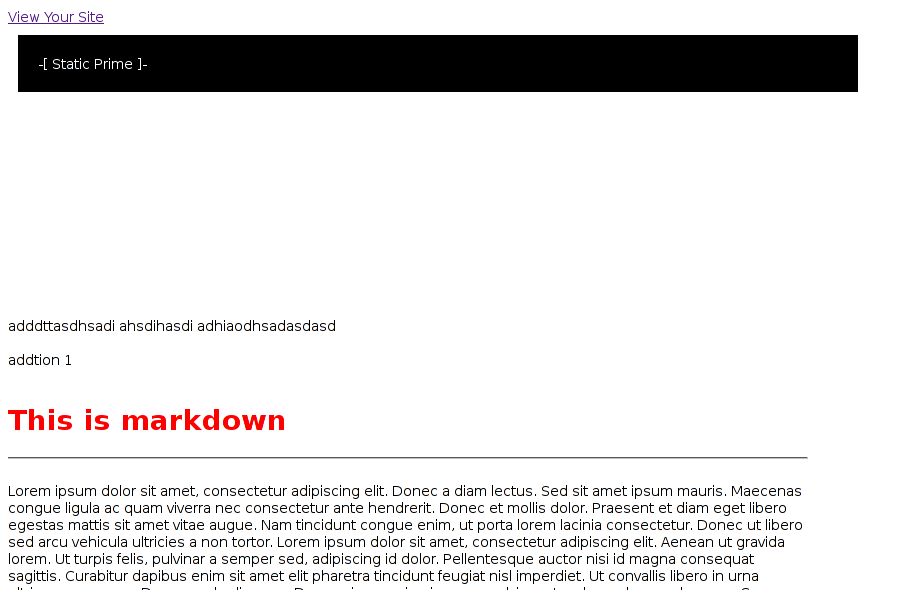 View Your Site
-[ Static Prime ]-
adddttasdhsadi ahsdihasdi adhiaodhsadasdasd
addtion 1
This is markdown
Lorem ipsum dolor sit amet, consectetur adipiscing elit. Donec a diam lectus. Sed sit amet ipsum mauris. Maecenas
congue ligula ac quam viverra nec consectetur ante hendrerit. Donec et mollis dolor. Praesent et diam eget libero
egestas mattis sit amet vitae augue. Nam tincidunt congue enim, ut porta lorem lacinia consectetur. Donec ut libero
sed arcu vehicula ultricies a non tortor. Lorem ipsum dolor sit amet, consectetur adipiscing elit. Aenean ut gravida
lorem. Ut turpis felis, pulvinar a semper sed, adipiscing id dolor. Pellentesque auctor nisi id magna consequat
sagittis. Curabitur dapibus enim sit amet elit pharetra tincidunt feugiat nisl imperdiet. Ut convallis libero in urna